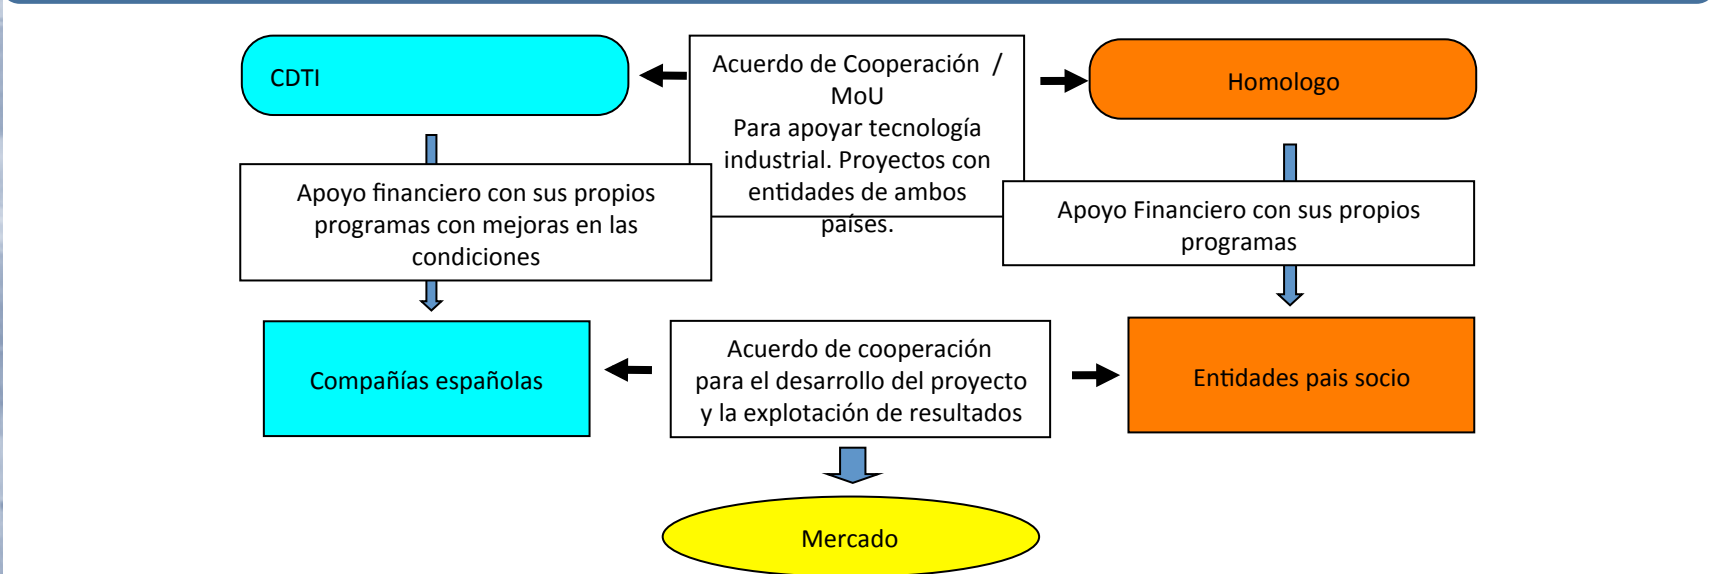 CDTI
Acuerdo de Cooperación /
MoU
Para apoyar tecnología
industrial. Proyectos con
entidades de ambos
países.
Homologo
Apoyo financiero con sus propios
programas con mejoras en las
condiciones
Apoyo Financiero con sus propios
programas
Compañías españolas
Acuerdo de cooperación
para el desarrollo del proyecto
y la explotación de resultados
Entidades pais socio
Mercado